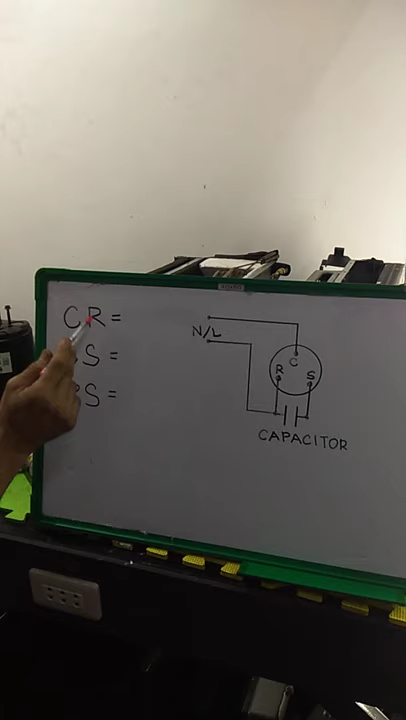 CR =
S =
S =
N/L
C
R
S
CAPACITOR